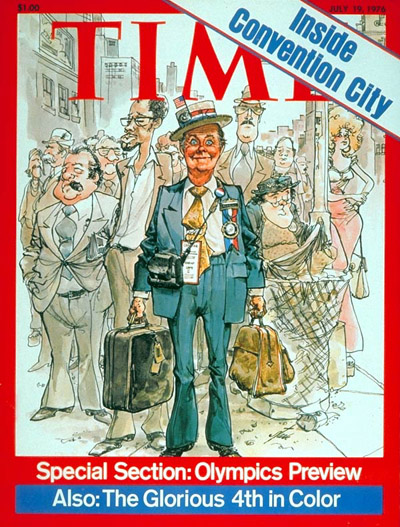 $1.00
JULY 19, 1976
TIME
Inside
Convention City
Special Section: Olympics Preview
Also: The Glorious 4th in Color